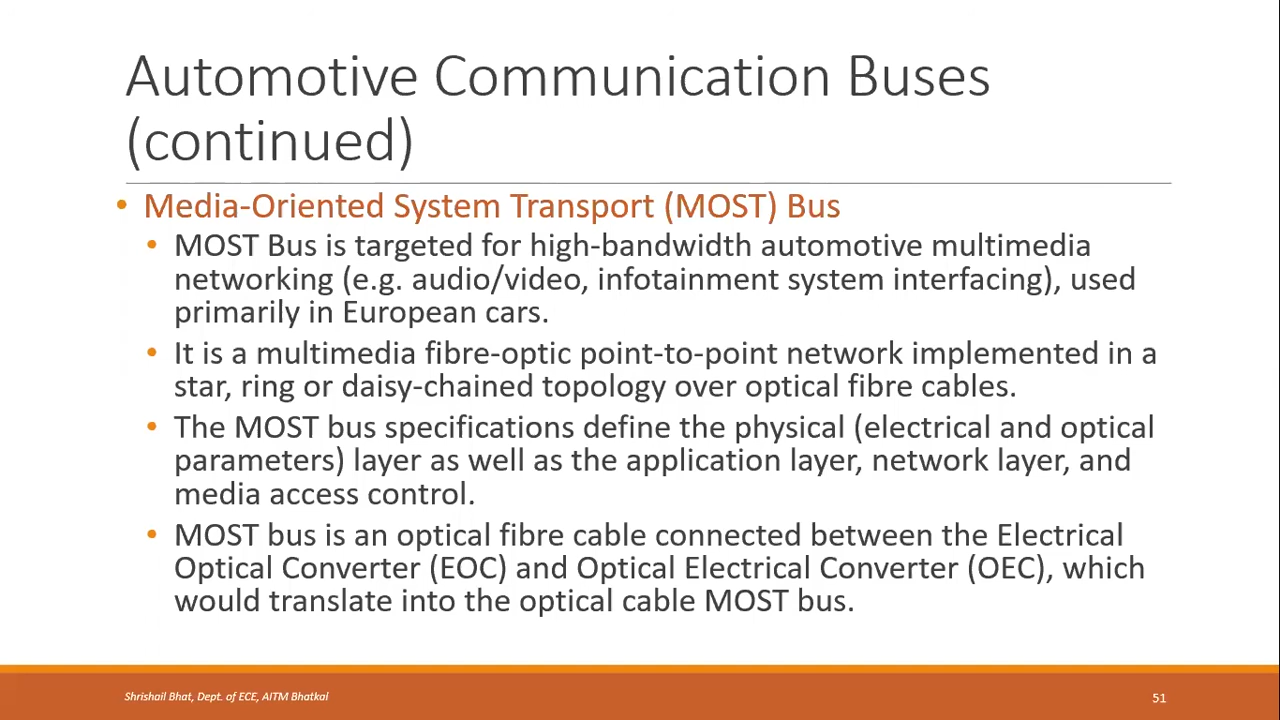 Automotive Communication Buses
(continued)
• Media-Oriented System Transport (MOST) Bus
• MOST Bus is targeted for high-bandwidth automotive multimedia
networking (e.g. audio/video, infotainment system interfacing), used
primarily in European cars.
• It is a multimedia fibre-optic point-to-point network implemented in a
star, ring or daisy-chained topology over optical fibre cables.
• The MOST bus specifications define the physical (electrical and optical
parameters) layer as well as the application layer, network layer, and
media access control.
• MOST bus is an optical fibre cable connected between the Electrical
Optical Converter (EOC) and Optical Electrical Converter (OEC), which
would translate into the optical cable MOST bus.
Shrishail Bhat, Dept. of ECE, AITM Bhatkal
51